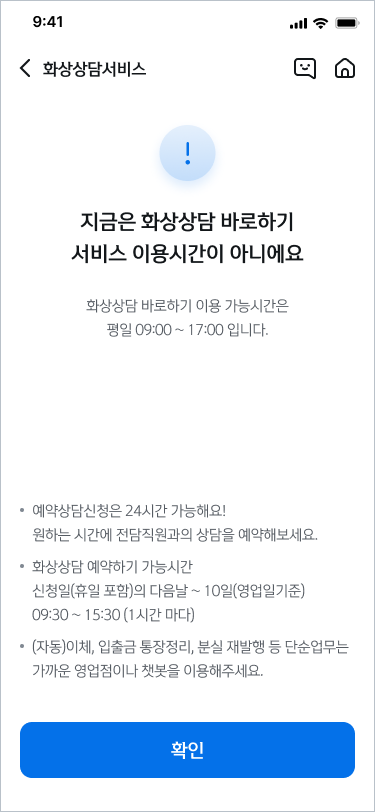 9:41
화상상담서비스
!
지금은 화상상담 바로하기
서비스 이용시간이 아니에요
화상상담 바로하기 이용 가능시간은
평일 09:00 ~ 17:00 입니다.
• 예약상담신청은 24시간 가능해요!
원하는 시간에 전담직원과의 상담을 예약해보세요.
• 화상상담 예약하기 가능시간
신청일(휴일 포함)의 다음날 ~ 10일(영업일기준)
09:30 ~ 15:30 (1시간 마다)
• (자동)이체, 입출금 통장정리, 분실 재발행 등 단순업무는
가까운 영업점이나 챗봇을 이용해주세요.
확인